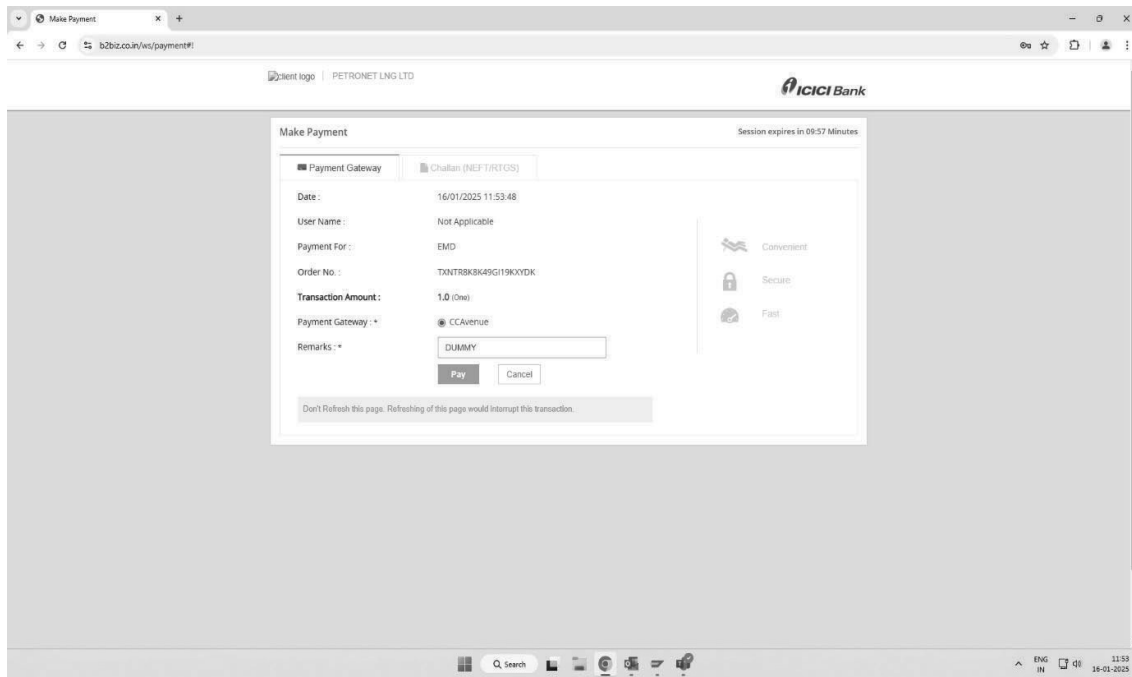 Make Payment
b2biz.co.in/ws/payment#!
client logo PETRONET LNG LTD
ICICI Bank
Make Payment Session expires in 09:57 Minutes
Payment Gateway Challan (NEFT/RTGS)
Date : 16/01/2025 11:53:48
User Name : Not Applicable
Payment For : EMD
Convenient
Order No. : TXNTR8K8K49GI19KXYDK
Secure
Transaction Amount : 1.0 (One)
Fast
Payment Gateway : * CCAvenue
Remarks : * DUMMY
Pay Cancel
Don't Refresh this page. Refreshing of this page would interrupt this transaction.
Search
ENG
IN
11:53
16-01-2025